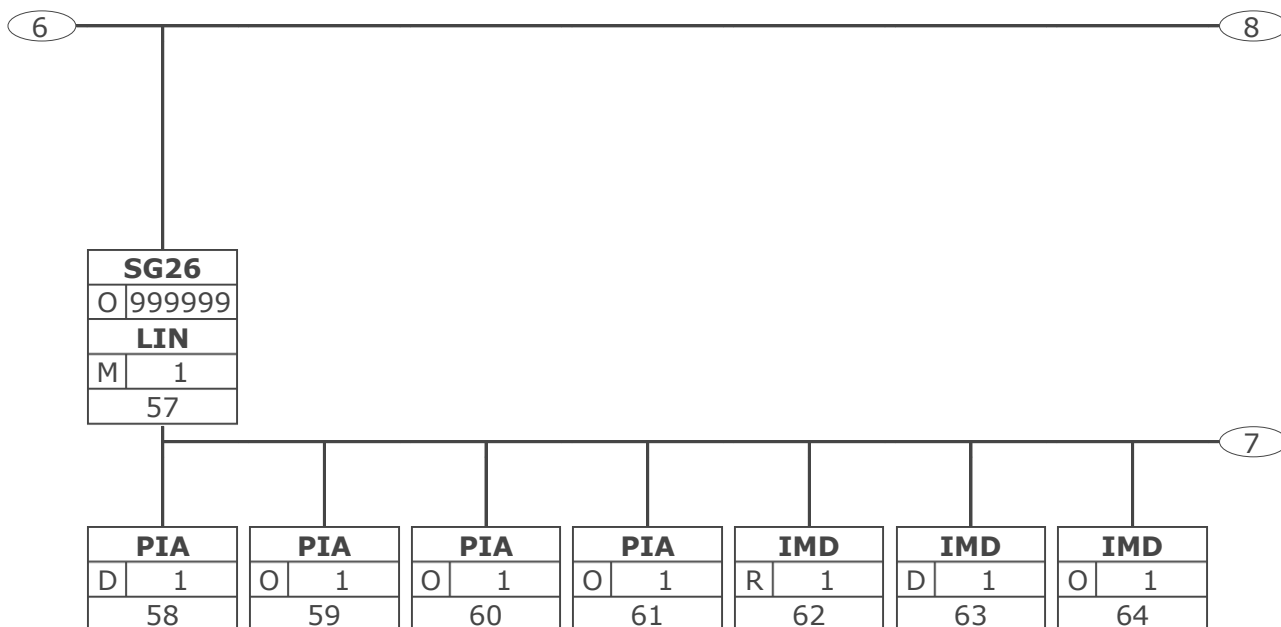 6
8
SG26
O 999999
LIN
M 1
57
7
PIA PIA PIA PIA IMD IMD IMD
D 1 O 1 O 1 O 1 R 1 D 1 O 1
58 59 60 61 62 63 64